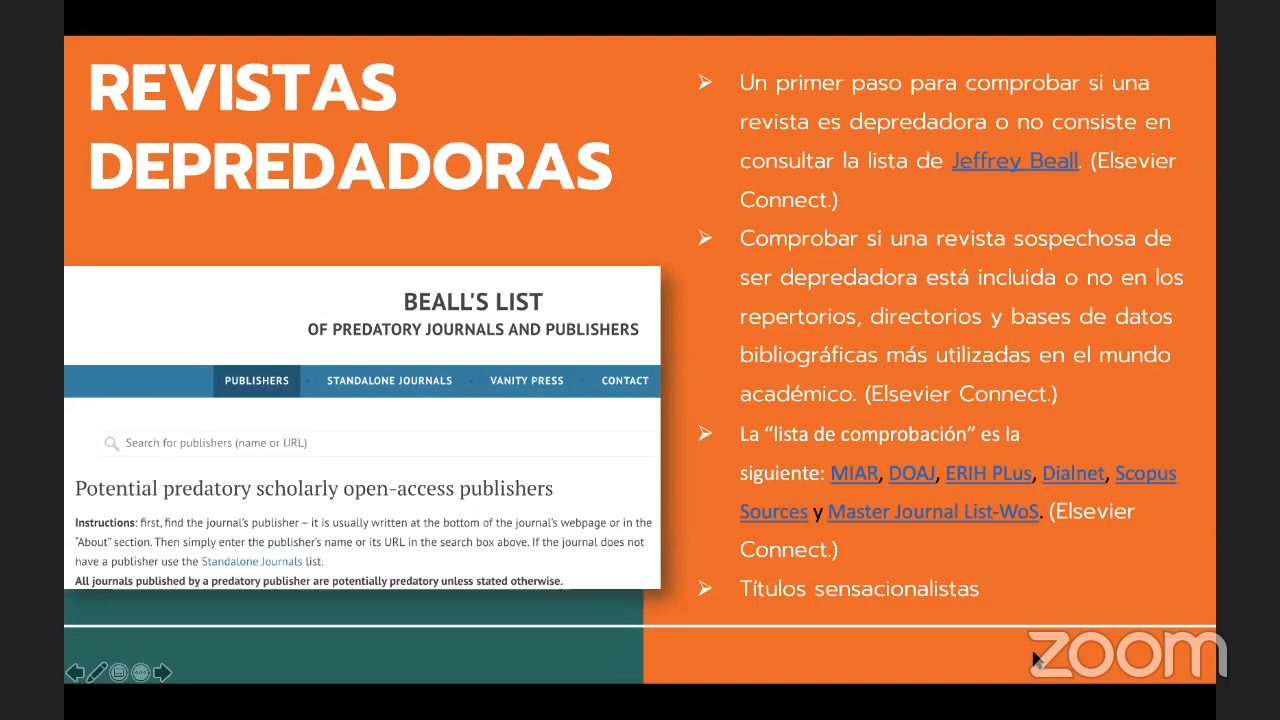 REVISTAS
DEPREDADORAS
BEALL'S LIST
OF PREDATORY JOURNALS AND PUBLISHERS
PUBLISHERS STANDALONE JOURNALS VANITY PRESS CONTACT
Search for publishers (name or URL)
Potential predatory scholarly open-access publishers
Instructions: first, find the journal's publisher – it is usually written at the bottom of the journal's webpage or in the
"About" section. Then simply enter the publisher's name or its URL in the search box above. If the journal does not
have a publisher use the Standalone Journals list.
All journals published by a predatory publisher are potentially predatory unless stated otherwise.
Un primer paso para comprobar si una
revista es depredadora o no consiste en
consultar la lista de Jeffrey Beall. (Elsevier
Connect.)
Comprobar si una revista sospechosa de
ser depredadora está incluida o no en los
repertorios, directorios y bases de datos
bibliográficas más utilizadas en el mundo
académico. (Elsevier Connect.)
La “lista de comprobación” es la
siguiente: MIAR, DOAJ, ERIH PLus, Dialnet, Scopus
Sources y Master Journal List-WoS. (Elsevier
Connect.)
Títulos sensacionalistas
zoom